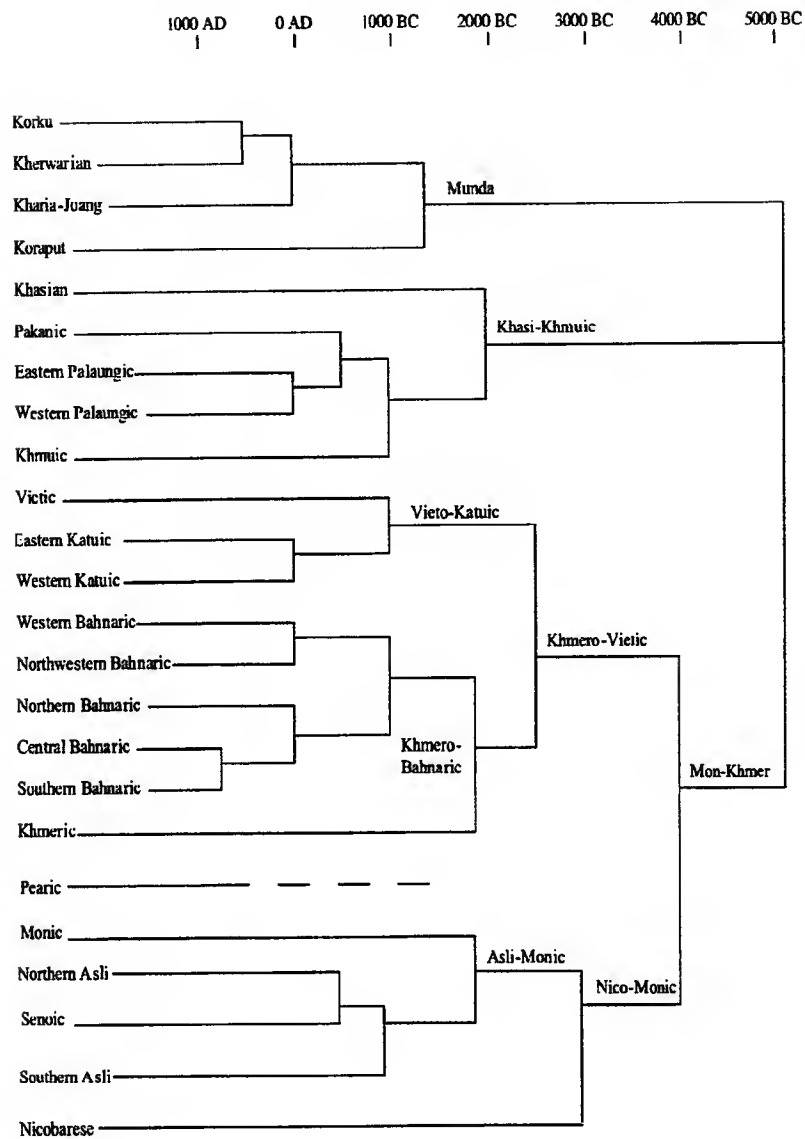 1000 AD 0 AD 1000 BC 2000 BC 3000 BC 4000 BC 5000 BC
Korku
Kherwarian
Kharia-Juang
Munda
Koraput
Khasian
Khasi-Khmuic
Pakanic
Eastern Palaungic
Western Palaungic
Khmuic
Vietic
Vieto-Katuic
Eastern Katuic
Western Katuic
Western Bahnaric
Khmero-Vietic
Northwestern Bahnaric
Northern Bahnaric
Khmero-
Bahnaric
Central Bahnaric
Mon-Khmer
Southern Bahnaric
Khmeric
Pearic
Monic
Asli-Monic
Northern Asli
Nico-Monic
Senoic
Southern Asli
Nicobarese